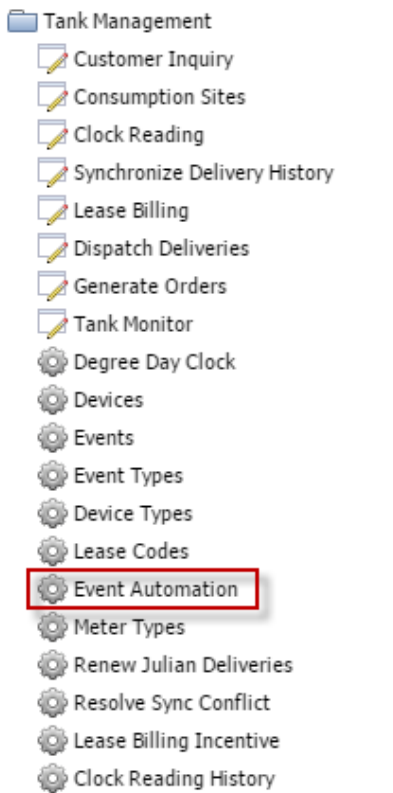 Tank Management
Customer Inquiry
Consumption Sites
Clock Reading
Synchronize Delivery History
Lease Billing
Dispatch Deliveries
Generate Orders
Tank Monitor
Degree Day Clock
Devices
Events
Event Types
Device Types
Lease Codes
Event Automation
Meter Types
Renew Julian Deliveries
Resolve Sync Conflict
Lease Billing Incentive
Clock Reading History